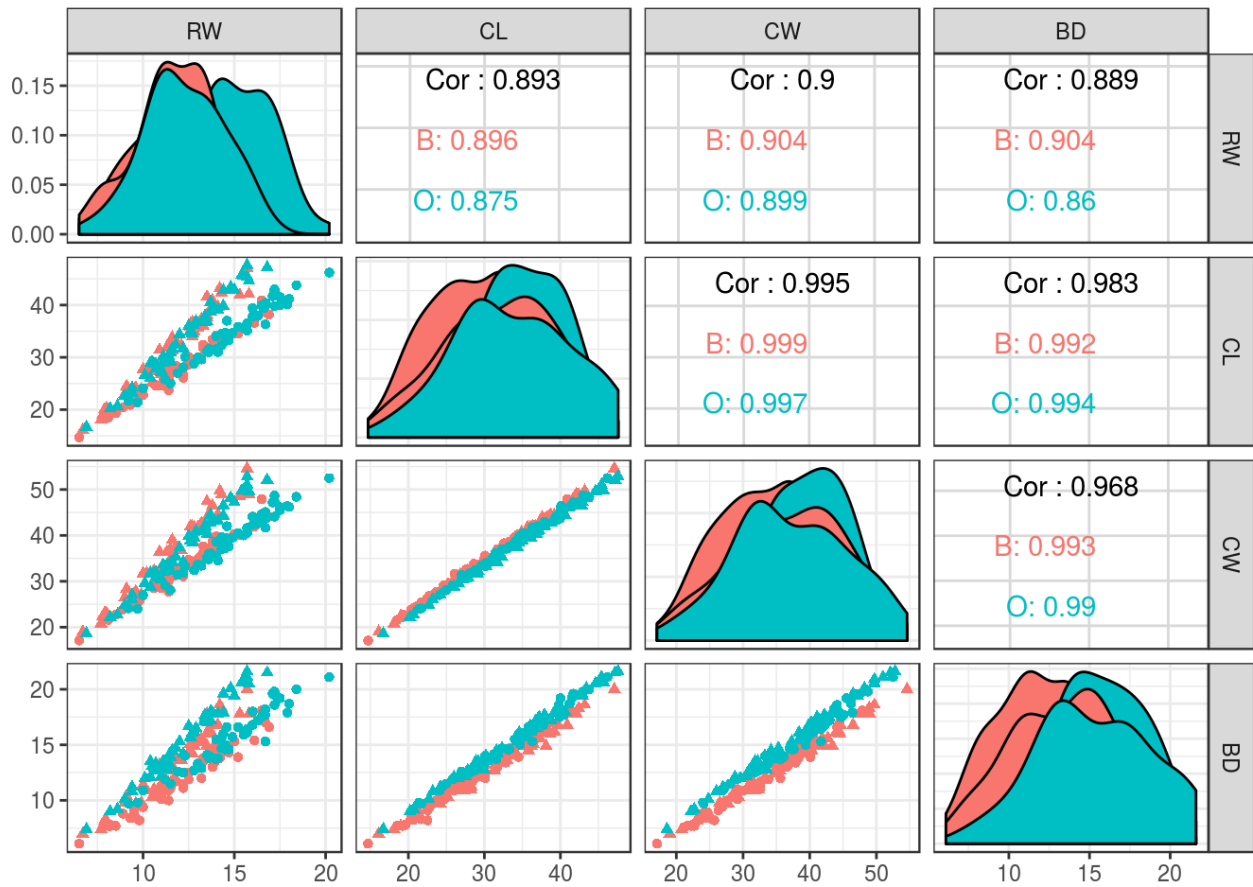 RW CL CW BD
0.15
0.10
0.05
0.00
Cor : 0.893
B: 0.896
O: 0.875
Cor : 0.9
B: 0.904
O: 0.899
Cor : 0.889
B: 0.904
O: 0.86
RW
40
30
20
Cor : 0.995
B: 0.999
O: 0.997
Cor : 0.983
B: 0.992
O: 0.994
CL
50
40
30
20
Cor : 0.968
B: 0.993
O: 0.99
CW
20
15
10
BD
10 15 20 20 30 40 20 30 40 50 10 15 20